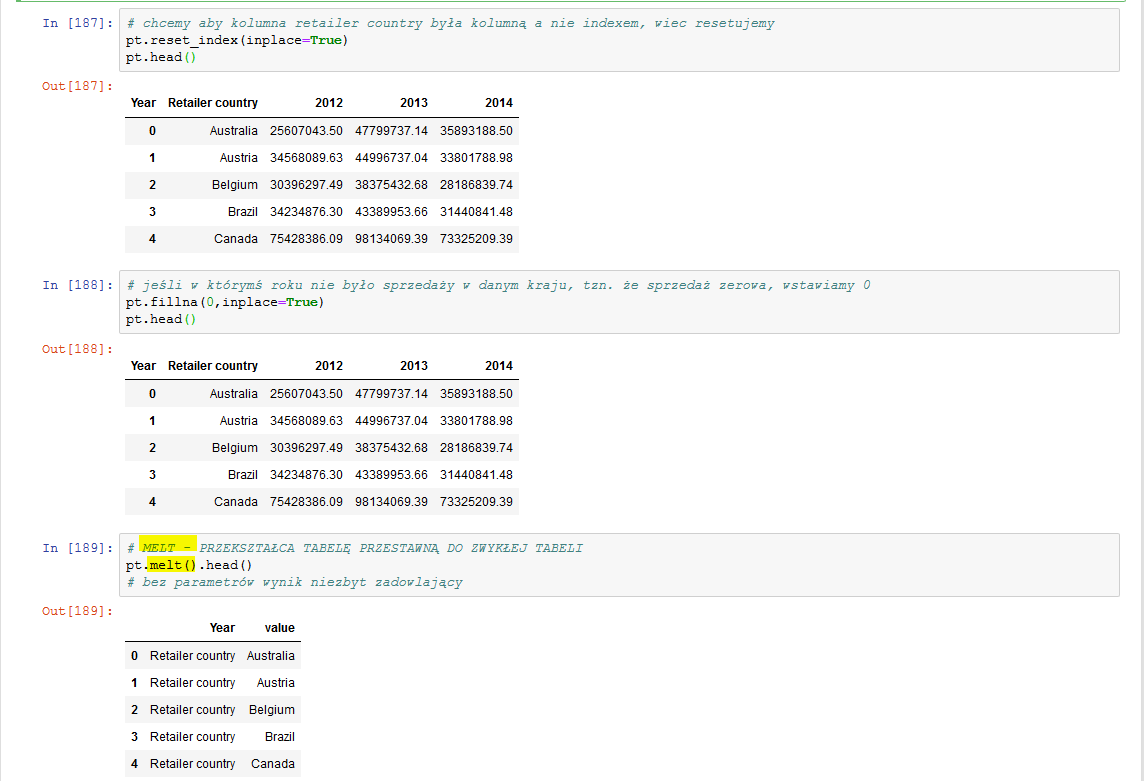 In [187]: # chcemy aby kolumna retailer country była kolumną a nie indexem, wiec resetujemy
pt.reset_index(inplace=True)
pt.head()
Out[187]:
Year Retailer country 2012 2013 2014
0 Australia 25607043.50 47799737.14 35893188.50
1 Austria 34568089.63 44996737.04 33801788.98
2 Belgium 30396297.49 38375432.68 28186839.74
3 Brazil 34234876.30 43389953.66 31440841.48
4 Canada 75428386.09 98134069.39 73325209.39
In [188]: # jeśli w którymś roku nie było sprzedaży w danym kraju, tzn. że sprzedaż zerowa, wstawiamy 0
pt.fillna(0,inplace=True)
pt.head()
Out[188]:
Year Retailer country 2012 2013 2014
0 Australia 25607043.50 47799737.14 35893188.50
1 Austria 34568089.63 44996737.04 33801788.98
2 Belgium 30396297.49 38375432.68 28186839.74
3 Brazil 34234876.30 43389953.66 31440841.48
4 Canada 75428386.09 98134069.39 73325209.39
In [189]: # MELT - PRZEKSZTAŁCA TABELĘ PRZESTAWNĄ DO ZWYKŁEJ TABELI
pt.melt().head()
# bez parametrów wynik niezbyt zadowlający
Out[189]:
Year value
0 Retailer country Australia
1 Retailer country Austria
2 Retailer country Belgium
3 Retailer country Brazil
4 Retailer country Canada